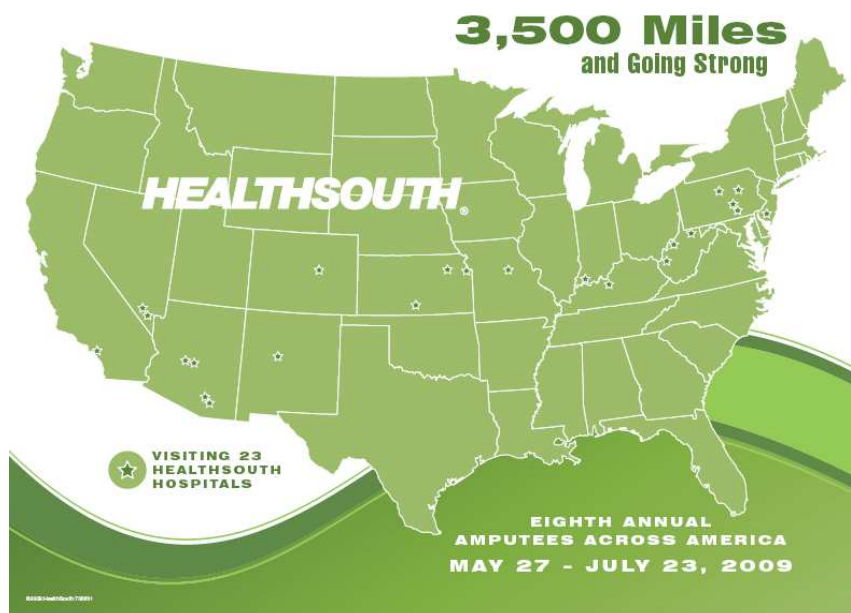 3,500 Miles
and Going Strong
HEALTHSOUTH®
VISITING 23
HEALTHSOUTH
HOSPITALS
EIGHTH ANNUAL
AMPUTEES ACROSS AMERICA
MAY 27 - JULY 23, 2009